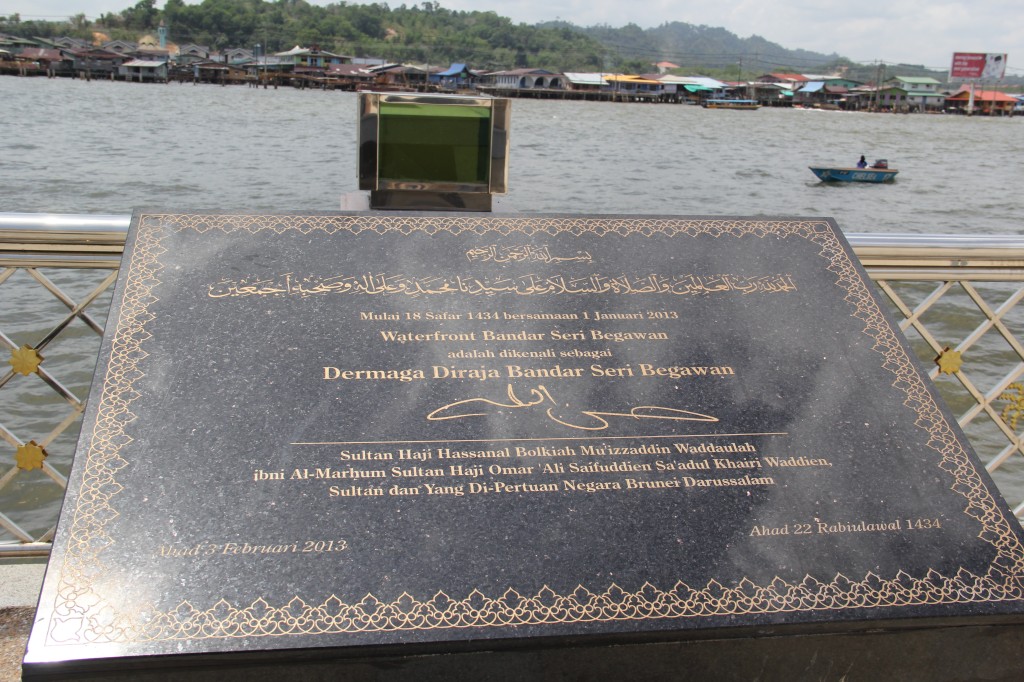 بسم الله الرحمن الرحيم
الحمد لله رب العالمين والصلاة والسلام على سيدنا محمد وعلى اله وصحبه أجمعين
Mulai 18 Safar 1434 bersamaan 1 Januari 2013
Waterfront Bandar Seri Begawan
adalah dikenali sebagai
Dermaga Diraja Bandar Seri Begawan
Sultan Haji Hassanal Bolkiah Mu'izzaddin Waddaulah
ibni Al-Marhum Sultan Haji Omar 'Ali Saifuddien Sa'adul Khairi Waddien,
Sultan dan Yang Di-Pertuan Negara Brunei Darussalam
Ahad 3 Februari 2013
Ahad 22 Rabiulawal 1434